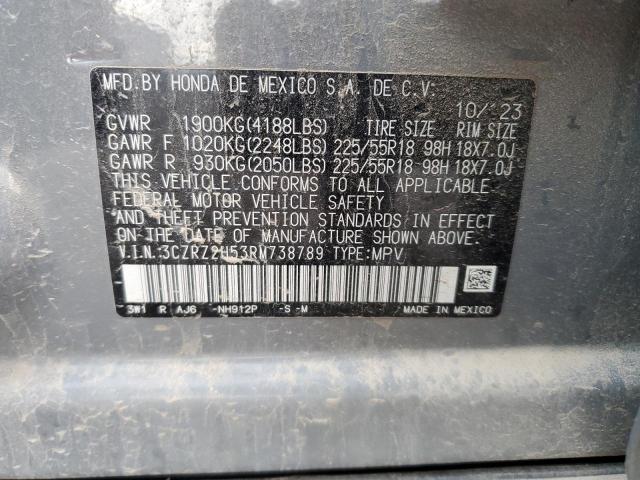 MFD.BY HONDA DE MEXICO S.A.DE C.V.
10/ 23
GVWR 1900KG(4188LBS) TIRE SIZE RIM SIZE
GAWR F 1020KG(2248LBS) 225/55R18 98H 18X7.0J
GAWR R 930KG(2050LBS) 225/55R18 98H 18X7.0J
THIS VEHICLE CONFORMS TO ALL APPLICABLE
FEDERAL MOTOR VEHICLE SAFETY
AND THEFT PREVENTION STANDARDS IN EFFECT
ON THE DATE OF MANUFACTURE SHOWN ABOVE.
V.I.N.3CZRZ2H53RM738789 TYPE:MPV
3W1 R AJ6 -NH912P -S -M MADE IN MEXICO